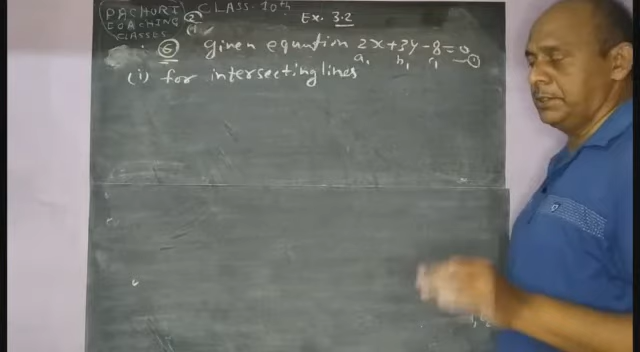 PACHORI COACHING CLASSES
CLASS-10th
Ex. 3.2
⑥ given equation 2x+3y-8=0 —①
a₁ b₁ c₁
(i) for intersecting lines